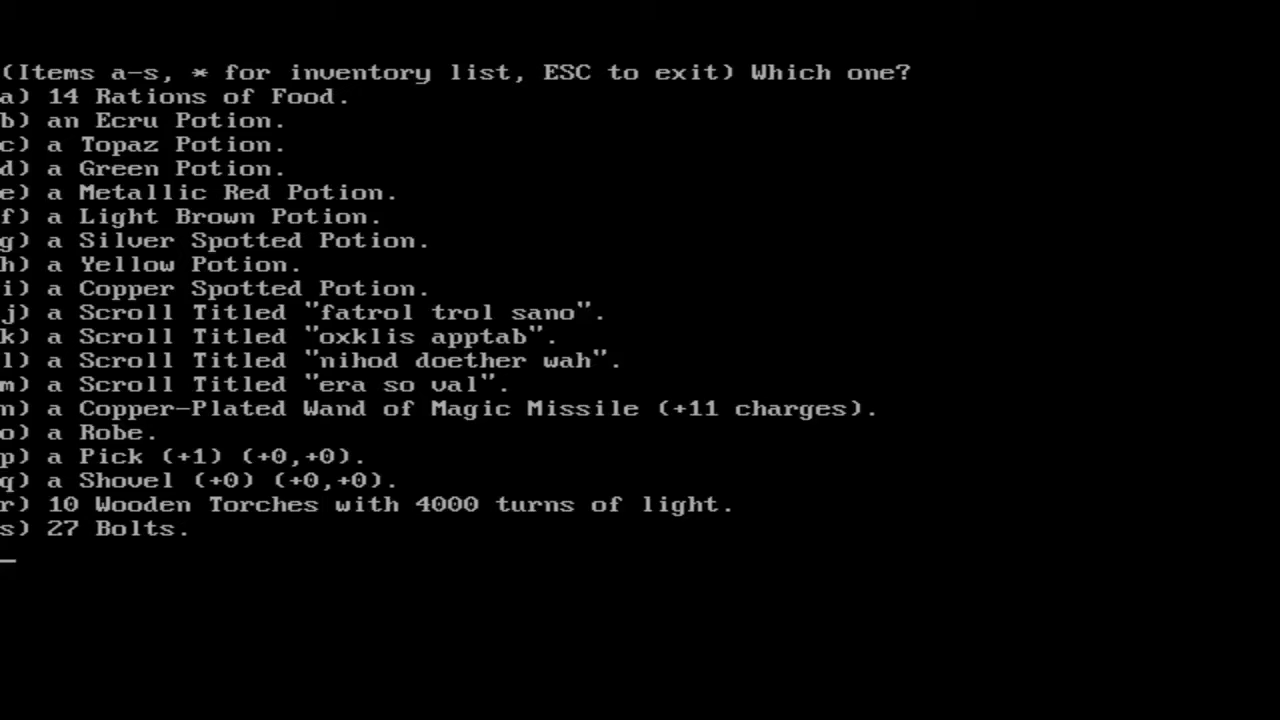 (Items a-s, * for inventory list, ESC to exit) Which one?
a) 14 Rations of Food.
b) an Ecru Potion.
c) a Topaz Potion.
d) a Green Potion.
e) a Metallic Red Potion.
f) a Light Brown Potion.
g) a Silver Spotted Potion.
h) a Yellow Potion.
i) a Copper Spotted Potion.
j) a Scroll Titled "fatrol trol sano".
k) a Scroll Titled "oxklis apptab".
l) a Scroll Titled "nihod doether wah".
m) a Scroll Titled "era so val".
n) a Copper-Plated Wand of Magic Missile (+11 charges).
o) a Robe.
p) a Pick (+1) (+0,+0).
q) a Shovel (+0) (+0,+0).
r) 10 Wooden Torches with 4000 turns of light.
s) 27 Bolts.